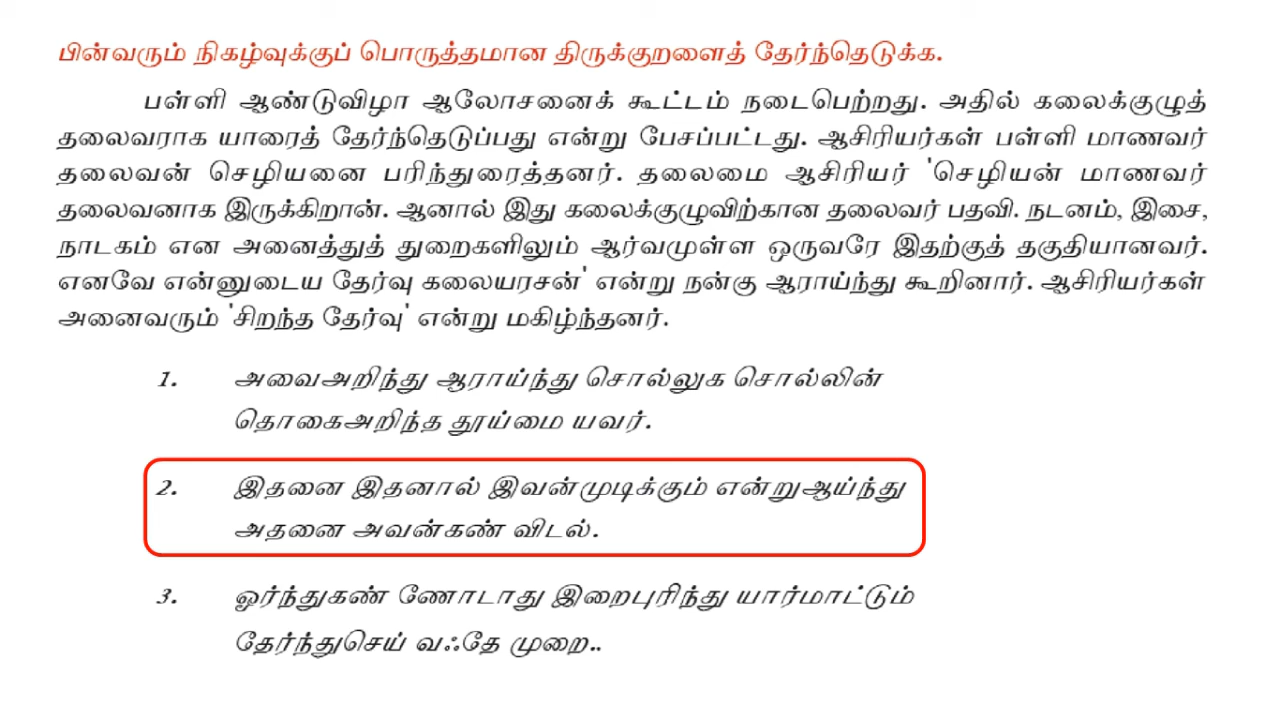 பின்வரும் நிகழ்வுக்குப் பொருத்தமான திருக்குறளைத் தேர்ந்தெடுக்க.
பள்ளி ஆண்டுவிழா ஆலோசனைக் கூட்டம் நடைபெற்றது. அதில் கலைக்குழுத்
தலைவராக யாரைத் தேர்ந்தெடுப்பது என்று பேசப்பட்டது. ஆசிரியர்கள் பள்ளி மாணவர்
தலைவன் செழியனை பரிந்துரைத்தனர். தலைமை ஆசிரியர் 'செழியன் மாணவர்
தலைவனாக இருக்கிறான். ஆனால் இது கலைக்குழுவிற்கான தலைவர் பதவி. நடனம், இசை,
நாடகம் என அனைத்துத் துறைகளிலும் ஆர்வமுள்ள ஒருவரே இதற்குத் தகுதியானவர்.
எனவே என்னுடைய தேர்வு கலையரசன்' என்று நன்கு ஆராய்ந்து கூறினார். ஆசிரியர்கள்
அனைவரும் 'சிறந்த தேர்வு' என்று மகிழ்ந்தனர்.
1. அவைஅறிந்து ஆராய்ந்து சொல்லுக சொல்லின்
தொகைஅறிந்த தூய்மை யவர்.
2. இதனை இதனால் இவன்முடிக்கும் என்றுஆய்ந்து
அதனை அவன்கண் விடல்.
3. ஓர்ந்துகண் ணோடாது இறைபுரிந்து யார்மாட்டும்
தேர்ந்துசெய் வஃதே முறை..